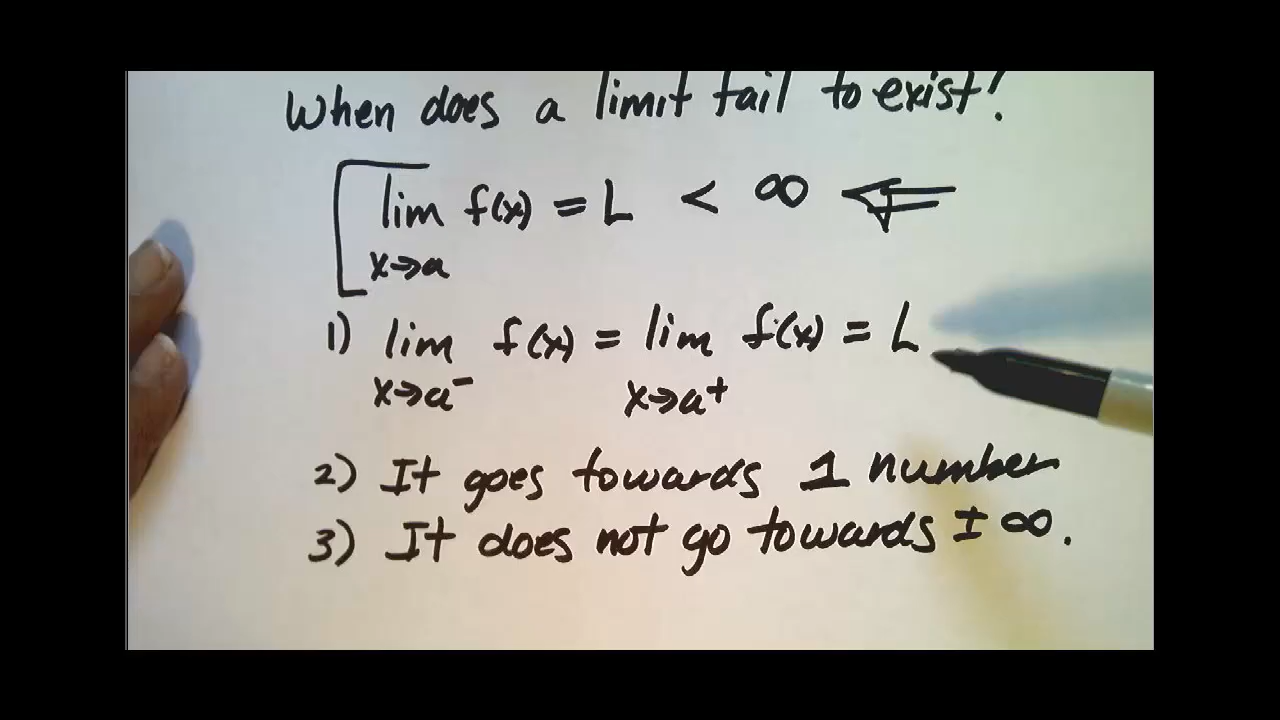 When does a limit fail to exist?
lim f(x) = L < ∞ ⇐
x→a
1) lim f(x) = lim f(x) = L
x→a⁻ x→a⁺
2) It goes towards 1 number
3) It does not go towards ± ∞.